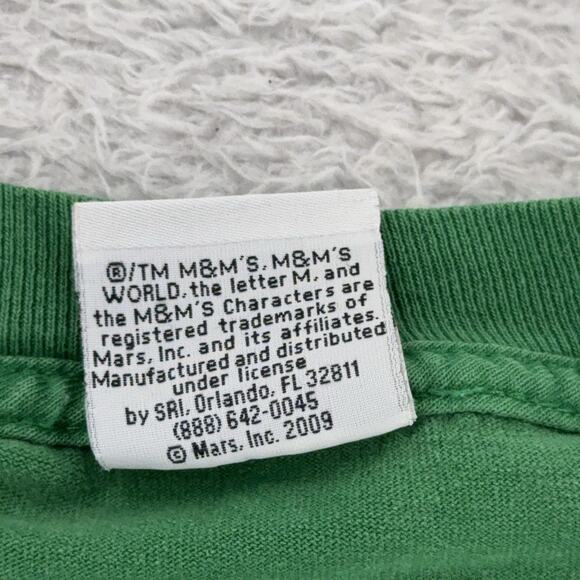 ®/TM M&M'S, M&M'S
WORLD, the letter M, and
the M&M'S Characters are
registered trademarks of
Mars, Inc. and its affiliates.
Manufactured and distributed
under license
by SRI, Orlando, FL 32811
(888) 642-0045
© Mars, Inc. 2009